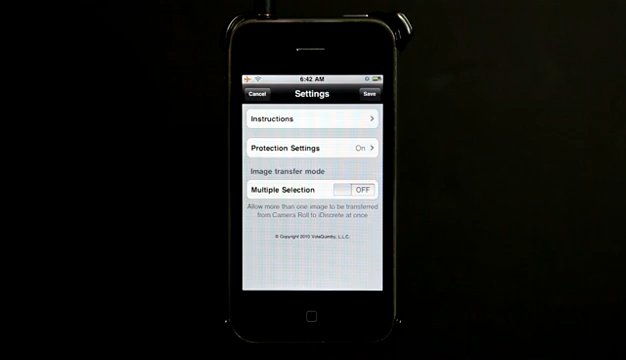 6:42 AM
Cancel
Settings
Save
Instructions
Protection Settings
On
Image transfer mode
Multiple Selection
OFF
Allow more than one image to be transferred
from Camera Roll to iDiscrete at once
© Copyright 2010 L.L.C.